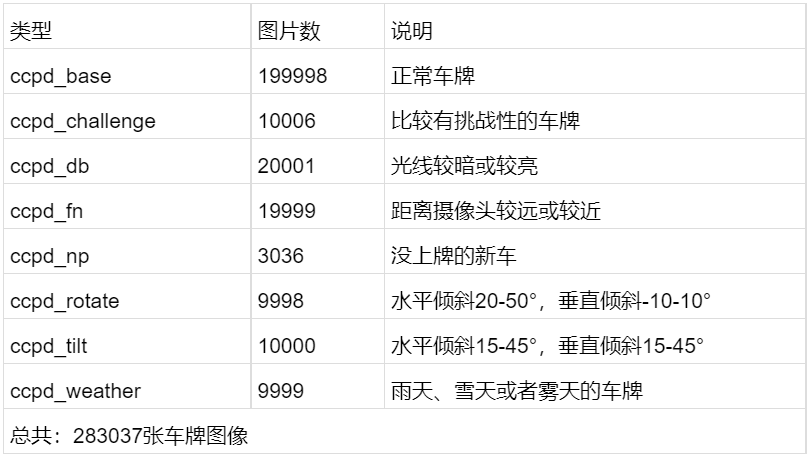 类型 图片数 说明
ccpd_base 199998 正常车牌
ccpd_challenge 10006 比较有挑战性的车牌
ccpd_db 20001 光线较暗或较亮
ccpd_fn 19999 距离摄像头较远或较近
ccpd_np 3036 没上牌的新车
ccpd_rotate 9998 水平倾斜20-50°，垂直倾斜-10-10°
ccpd_tilt 10000 水平倾斜15-45°，垂直倾斜15-45°
ccpd_weather 9999 雨天、雪天或者雾天的车牌
总共：283037张车牌图像